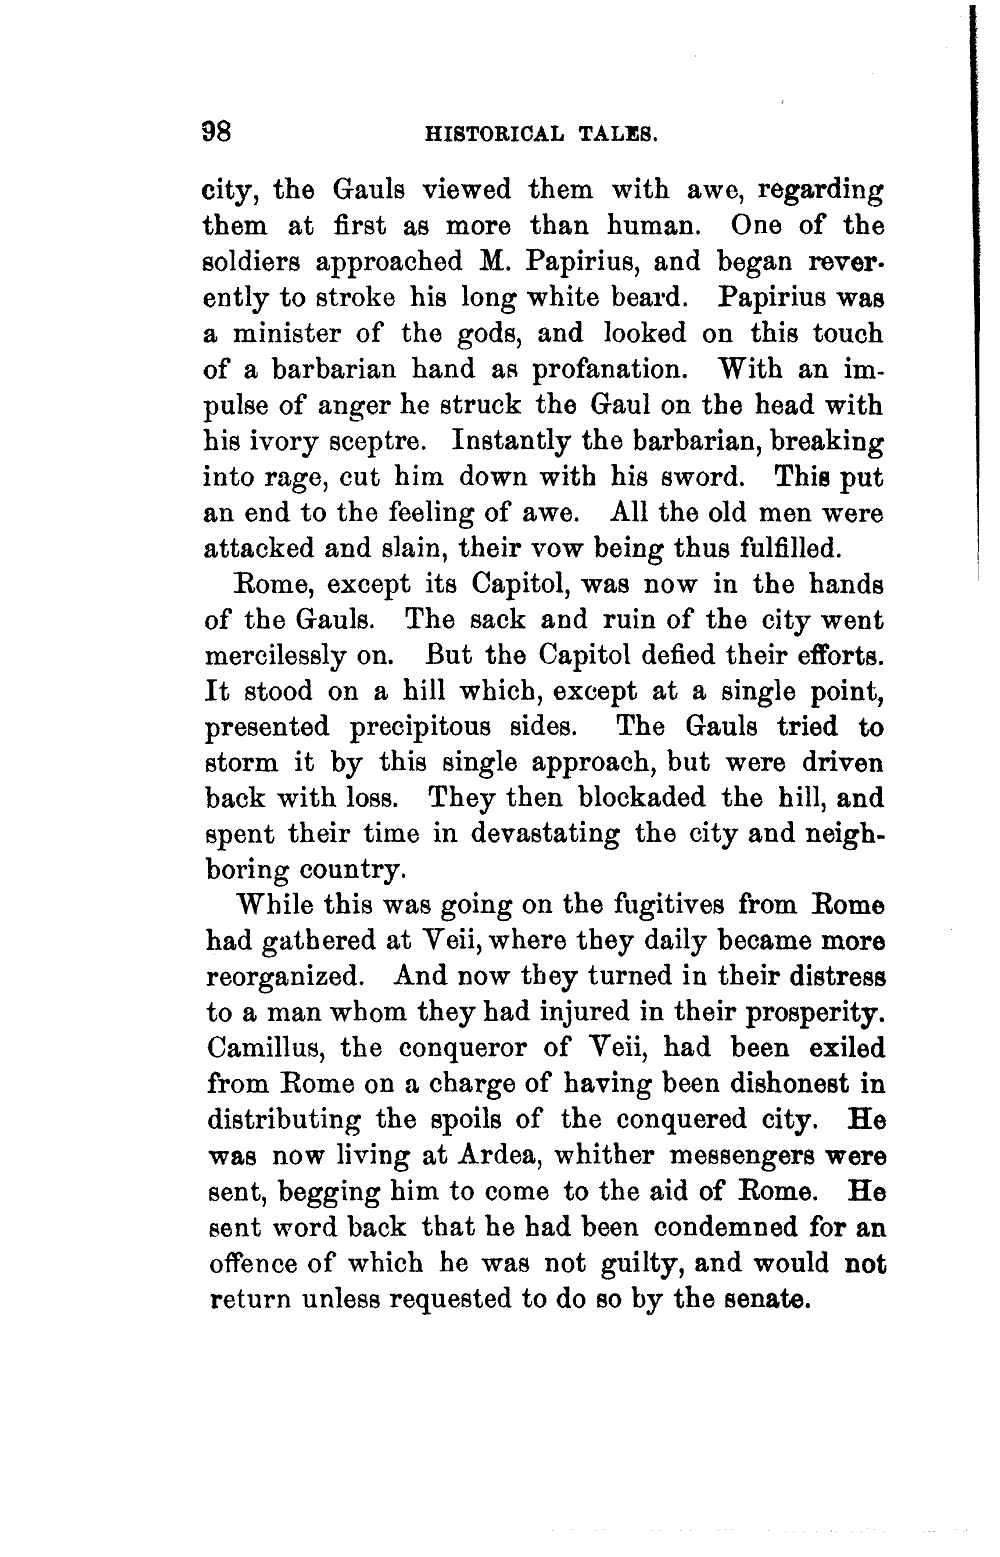 98 HISTORICAL TALES.
city, the Gauls viewed them with awe, regarding
them at first as more than human. One of the
soldiers approached M. Papirius, and began rever-
ently to stroke his long white beard. Papirius was
a minister of the gods, and looked on this touch
of a barbarian hand as profanation. With an im-
pulse of anger he struck the Gaul on the head with
his ivory sceptre. Instantly the barbarian, breaking
into rage, cut him down with his sword. This put
an end to the feeling of awe. All the old men were
attacked and slain, their vow being thus fulfilled.
Rome, except its Capitol, was now in the hands
of the Gauls. The sack and ruin of the city went
mercilessly on. But the Capitol defied their efforts.
It stood on a hill which, except at a single point,
presented precipitous sides. The Gauls tried to
storm it by this single approach, but were driven
back with loss. They then blockaded the hill, and
spent their time in devastating the city and neigh-
boring country.
While this was going on the fugitives from Rome
had gathered at Veii, where they daily became more
reorganized. And now they turned in their distress
to a man whom they had injured in their prosperity.
Camillus, the conqueror of Veii, had been exiled
from Rome on a charge of having been dishonest in
distributing the spoils of the conquered city. He
was now living at Ardea, whither messengers were
sent, begging him to come to the aid of Rome. He
sent word back that he had been condemned for an
offence of which he was not guilty, and would not
return unless requested to do so by the senate.